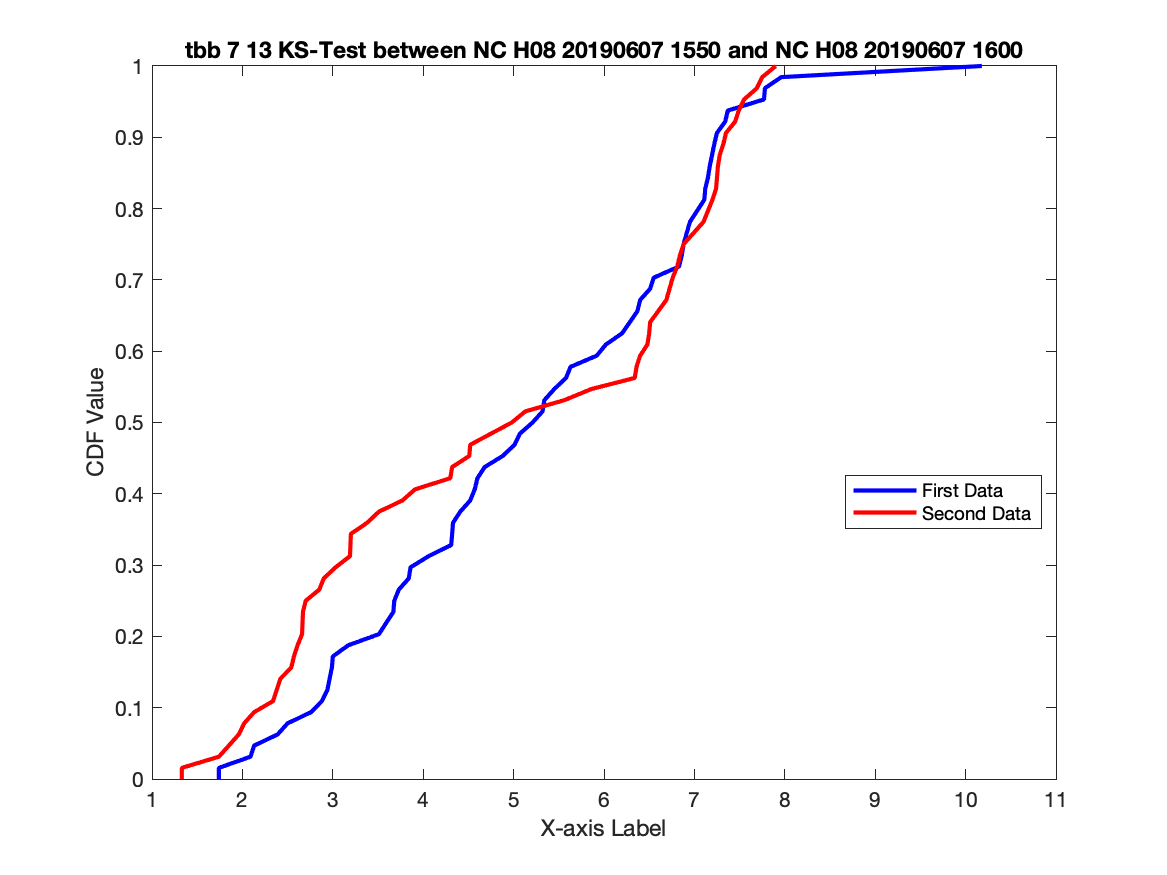 tbb 7 13 KS-Test between NC H08 20190607 1550 and NC H08 20190607 1600
1
0.9
0.8
0.7
0.6
0.5
0.4
0.3
0.2
0.1
0
CDF Value
First Data
Second Data
1 2 3 4 5 6 7 8 9 10 11
X-axis Label